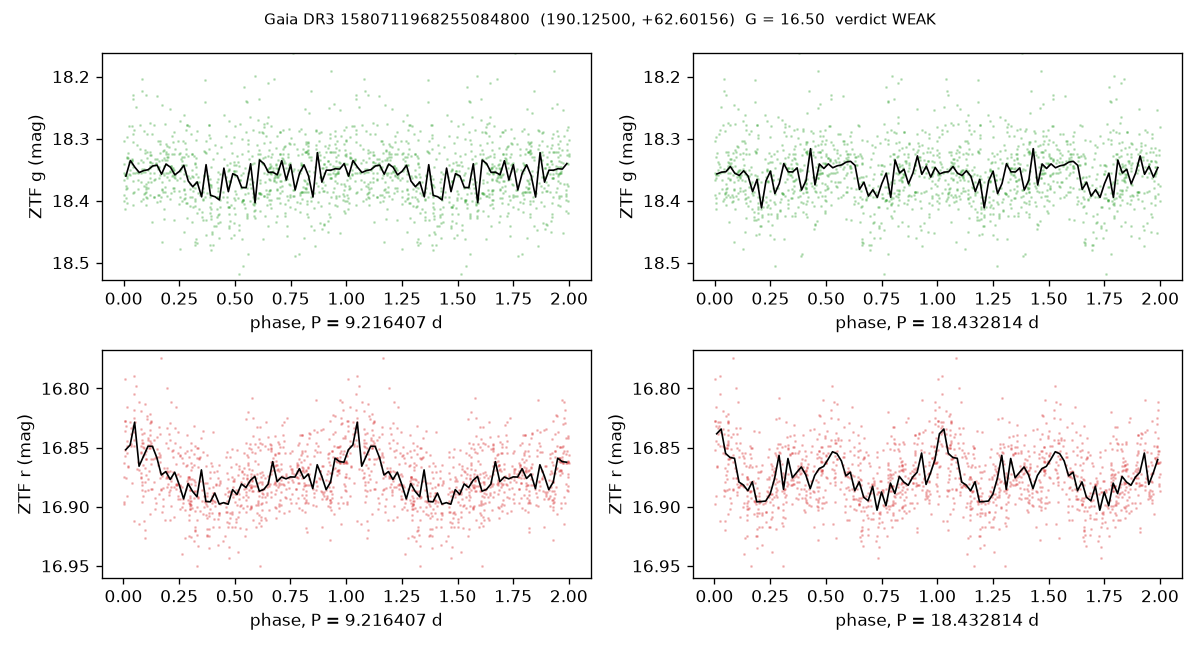 Gaia DR3 1580711968255084800 (190.12500, +62.60156) G = 16.50 verdict WEAK
ZTF g (mag)
18.2
18.3
18.4
18.5
0.00 0.25 0.50 0.75 1.00 1.25 1.50 1.75 2.00
phase, P = 9.216407 d
ZTF g (mag)
18.2
18.3
18.4
18.5
0.00 0.25 0.50 0.75 1.00 1.25 1.50 1.75 2.00
phase, P = 18.432814 d
ZTF r (mag)
16.80
16.85
16.90
16.95
0.00 0.25 0.50 0.75 1.00 1.25 1.50 1.75 2.00
phase, P = 9.216407 d
ZTF r (mag)
16.80
16.85
16.90
16.95
0.00 0.25 0.50 0.75 1.00 1.25 1.50 1.75 2.00
phase, P = 18.432814 d